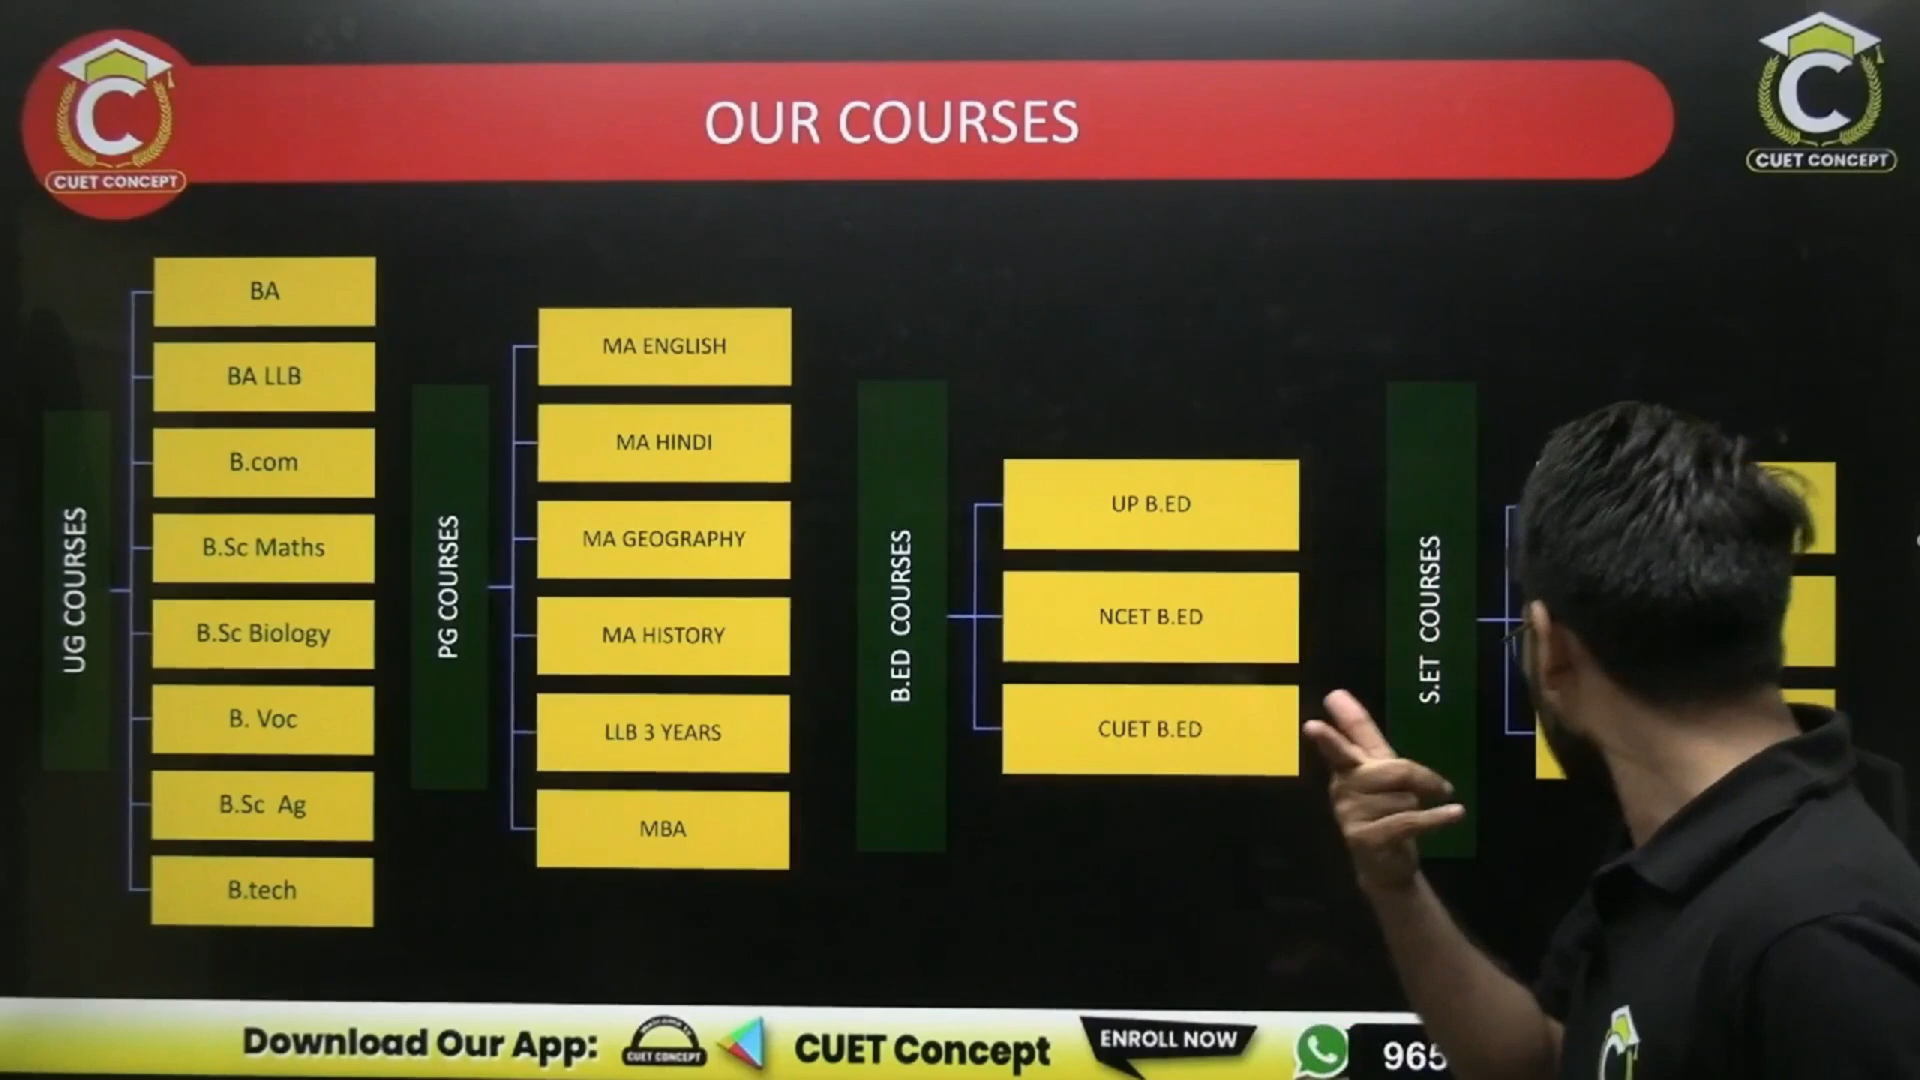 CUET CONCEPT
OUR COURSES
CUET CONCEPT
UG COURSES
BA
BA LLB
B.com
B.Sc Maths
B.Sc Biology
B. Voc
B.Sc Ag
B.tech
PG COURSES
MA ENGLISH
MA HINDI
MA GEOGRAPHY
MA HISTORY
LLB 3 YEARS
MBA
B.ED COURSES
UP B.ED
NCET B.ED
CUET B.ED
S.ET COURSES
Download Our App:
CUET CONCEPT
CUET Concept
ENROLL NOW
965